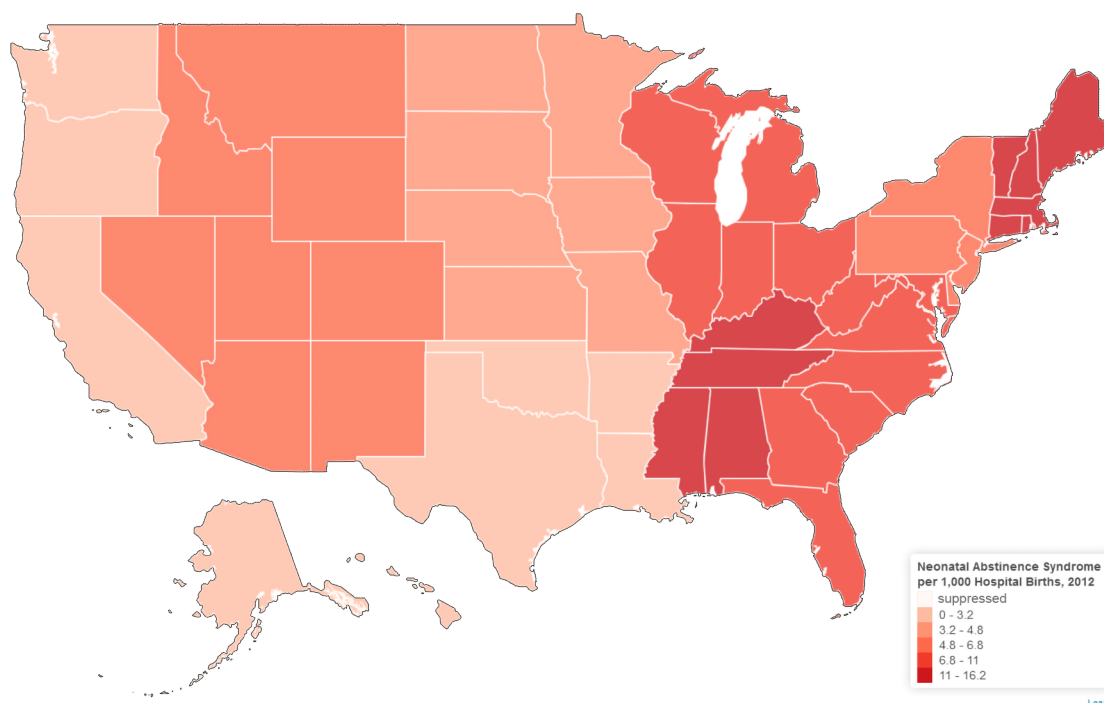 Neonatal Abstinence Syndrome
per 1,000 Hospital Births, 2012
suppressed
0 - 3.2
3.2 - 4.8
4.8 - 6.8
6.8 - 11
11 - 16.2